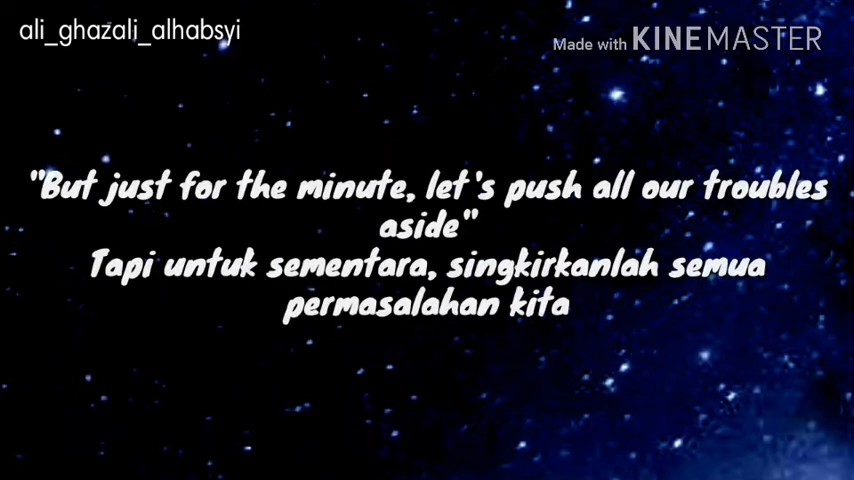 ali_ghazali_alhabsyi
Made with KINEMASTER
"But just for the minute, let's push all our troubles
aside"
Tapi untuk sementara, singkirkanlah semua
permasalahan kita